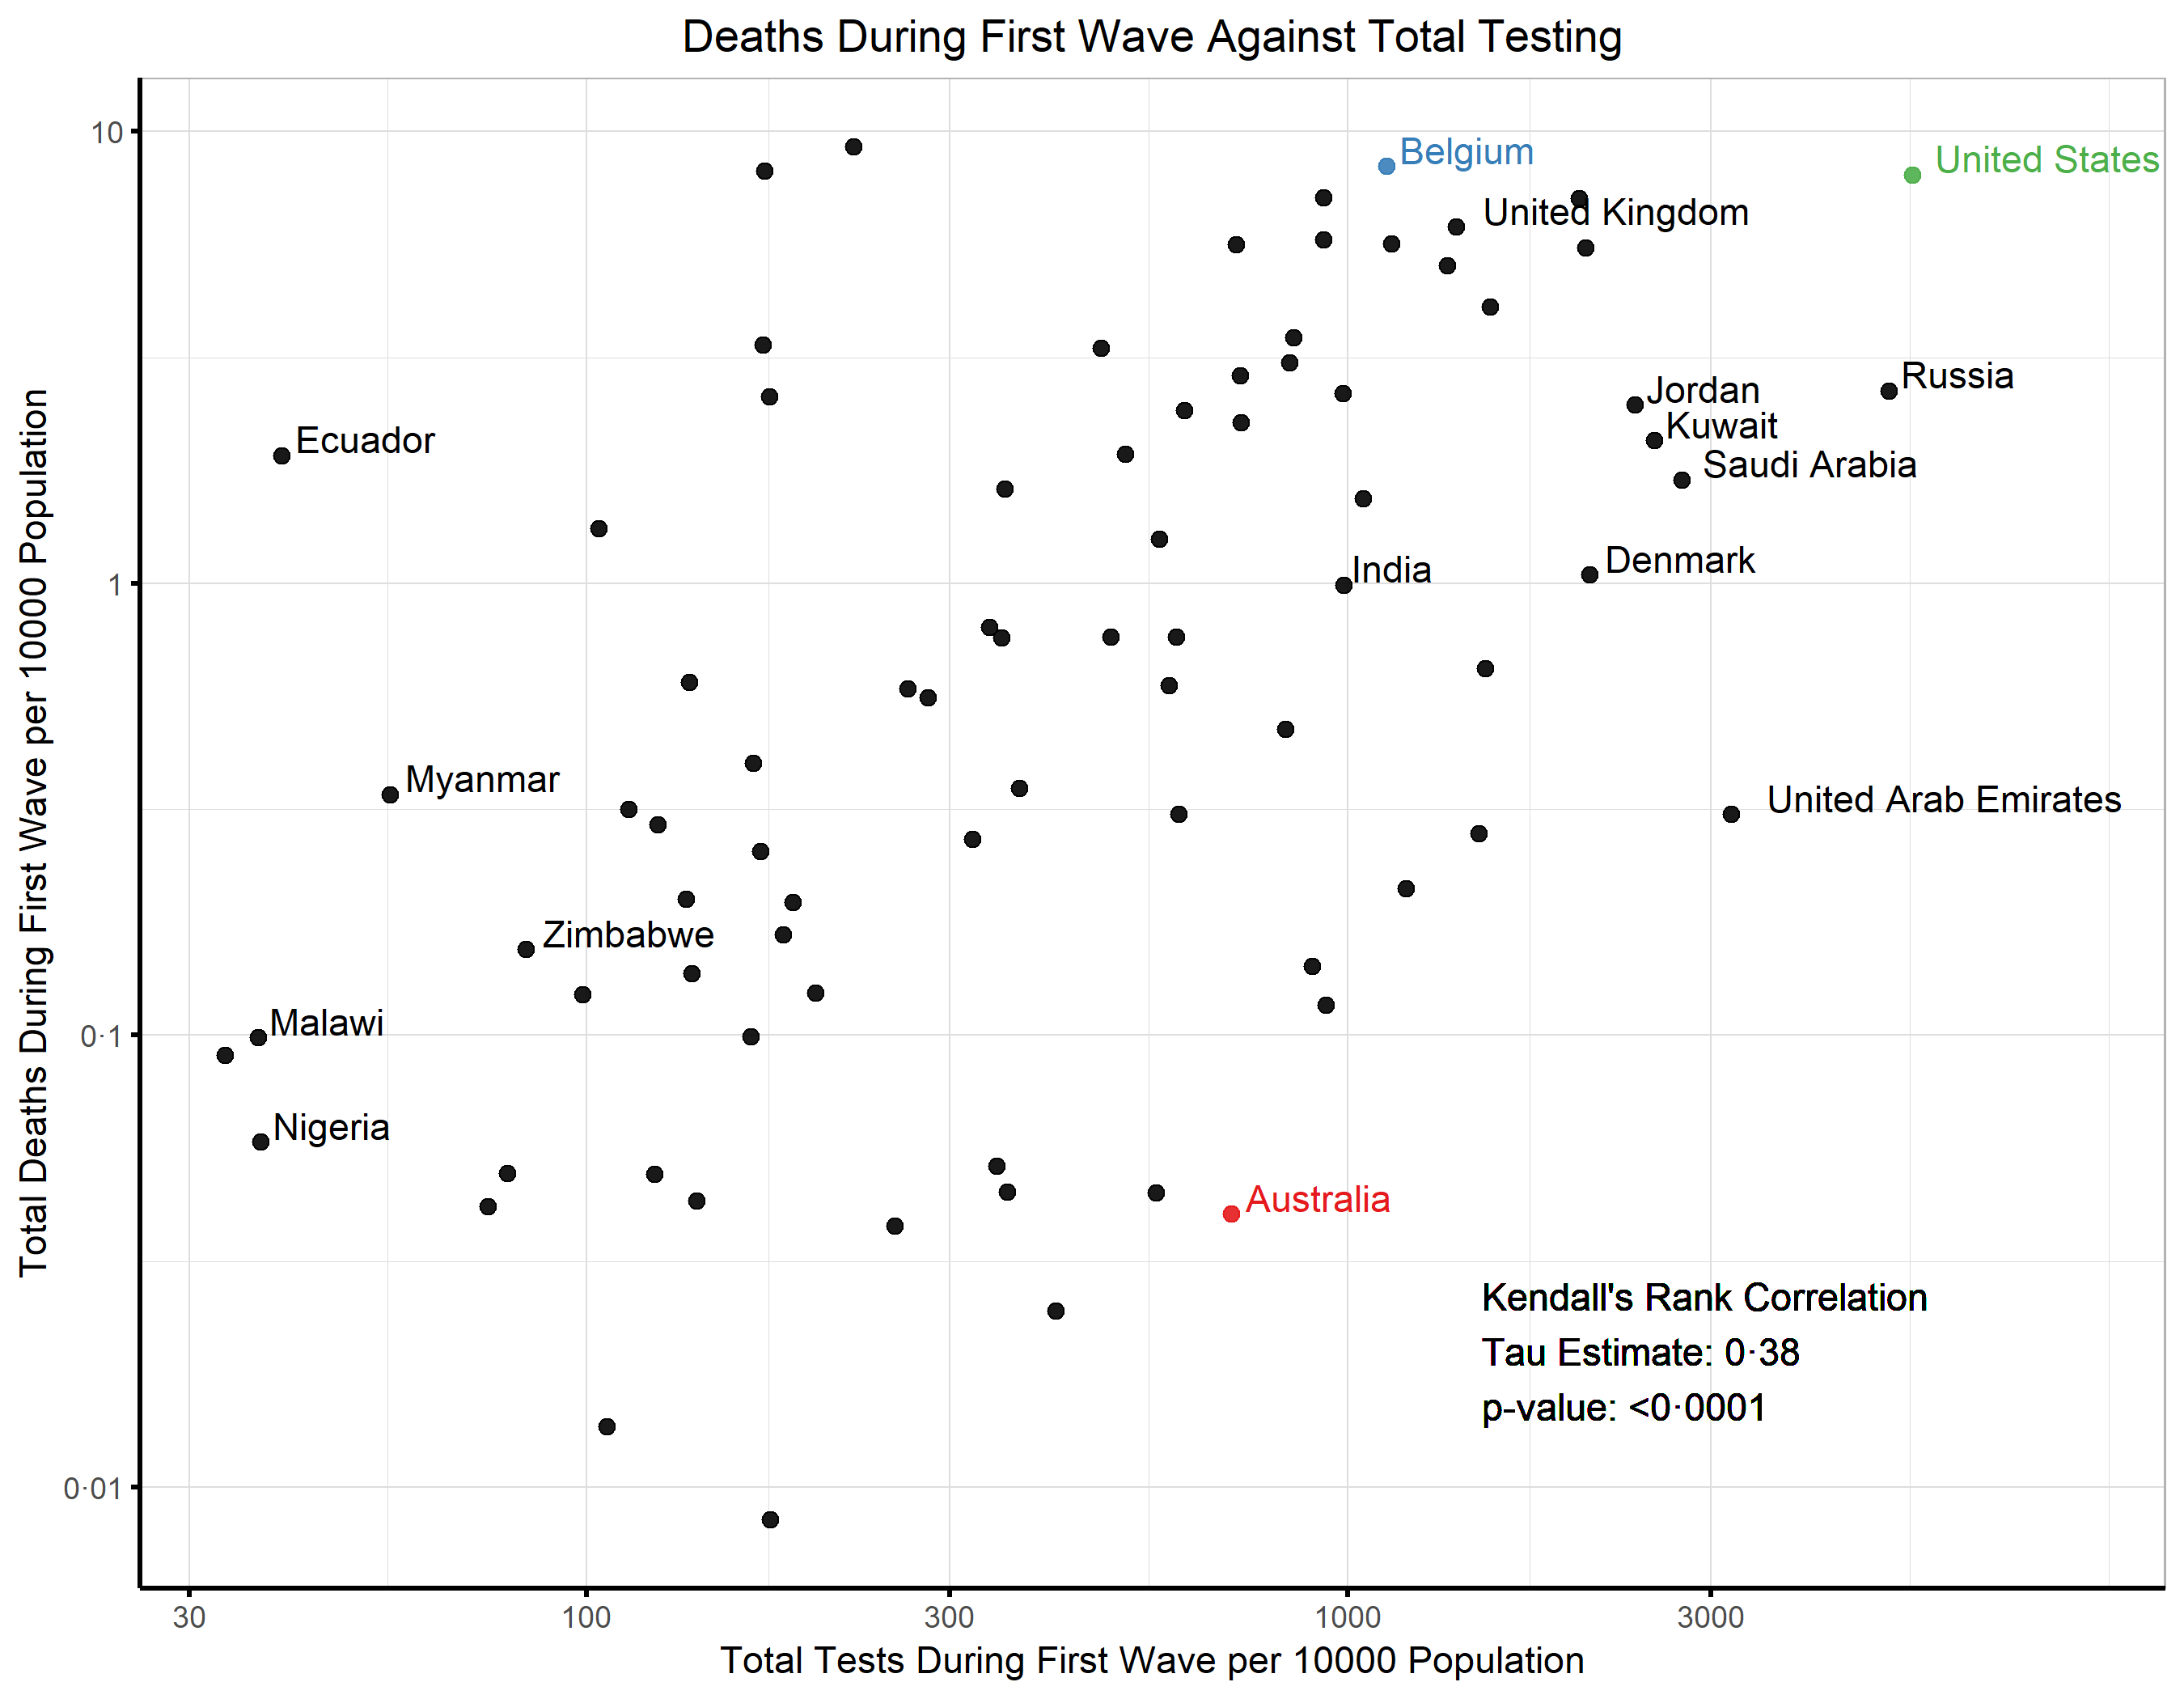 Deaths During First Wave Against Total Testing
10
Belgium
United States
United Kingdom
Russia
Jordan
Kuwait
Ecuador
Saudi Arabia
1
India
Denmark
Myanmar
United Arab Emirates
Zimbabwe
0·1
Malawi
Nigeria
Australia
Kendall's Rank Correlation
Tau Estimate: 0·38
p-value: <0·0001
0·01
Total Deaths During First Wave per 10000 Population
30 100 300 1000 3000
Total Tests During First Wave per 10000 Population